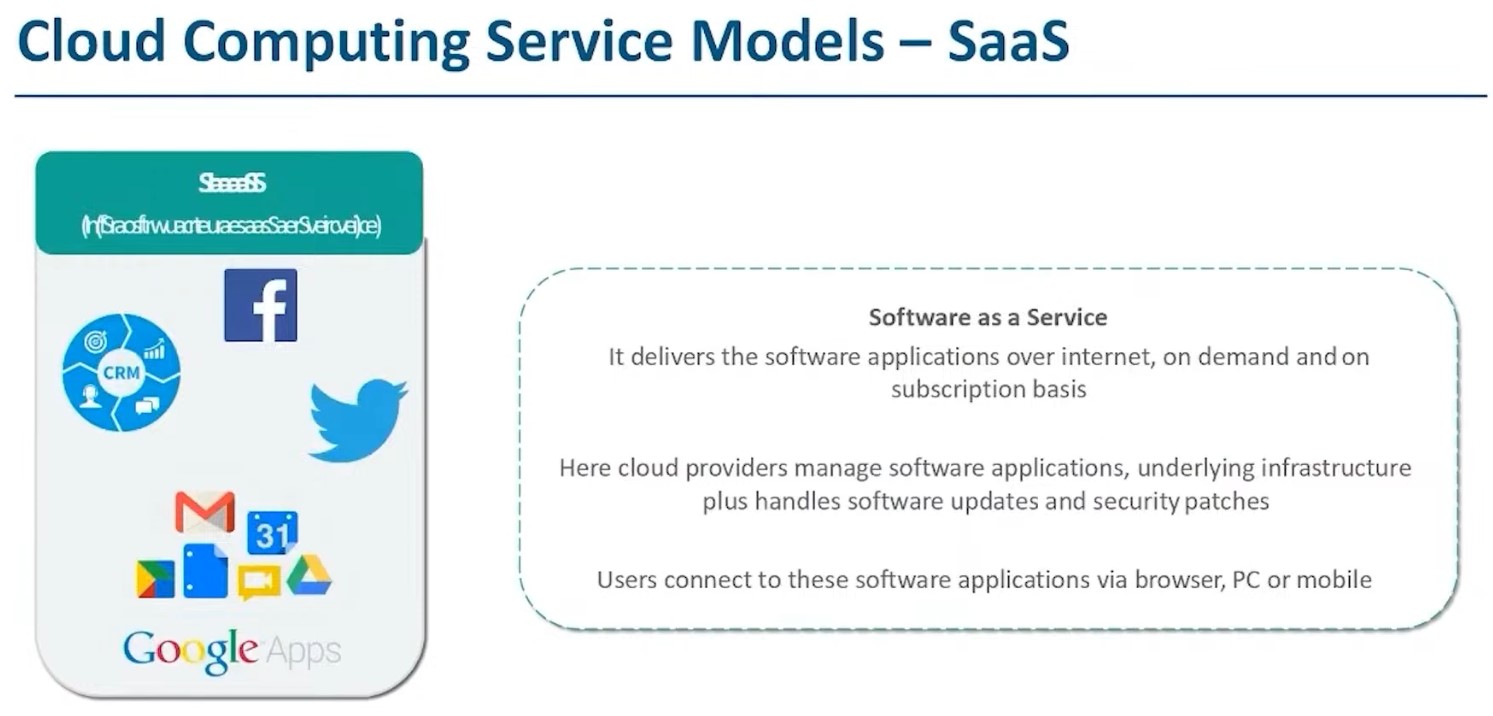 Cloud Computing Service Models – SaaS
CRM
31
Google Apps
Software as a Service
It delivers the software applications over internet, on demand and on
subscription basis
Here cloud providers manage software applications, underlying infrastructure
plus handles software updates and security patches
Users connect to these software applications via browser, PC or mobile